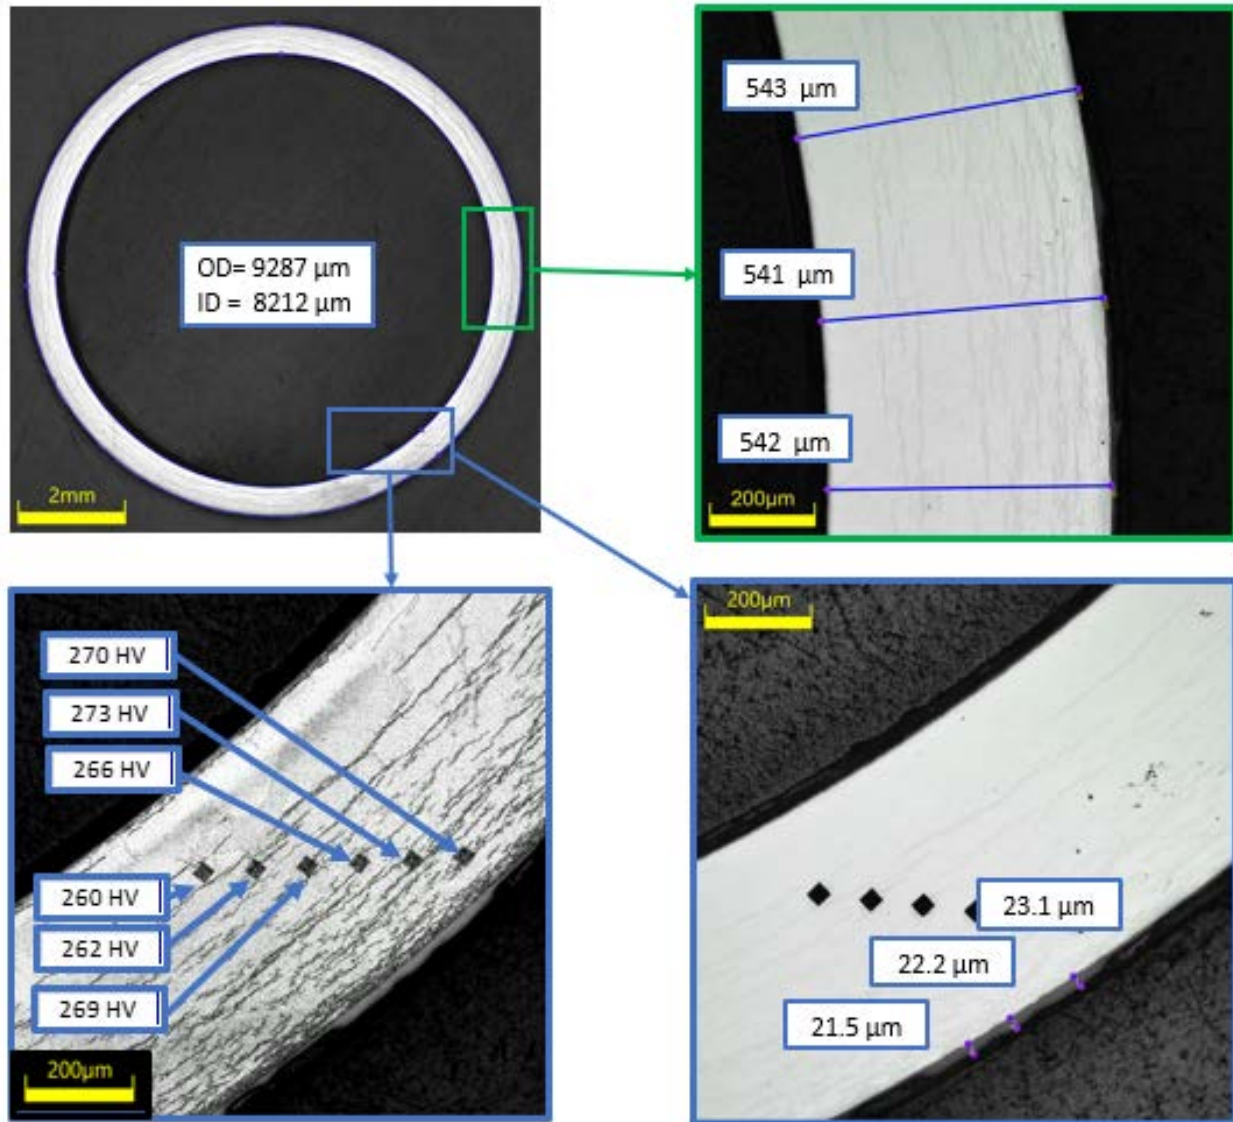 OD= 9287 µm
ID = 8212 µm
2mm
543 µm
541 µm
542 µm
200µm
270 HV
273 HV
266 HV
260 HV
262 HV
269 HV
200µm
200µm
23.1 µm
22.2 µm
21.5 µm